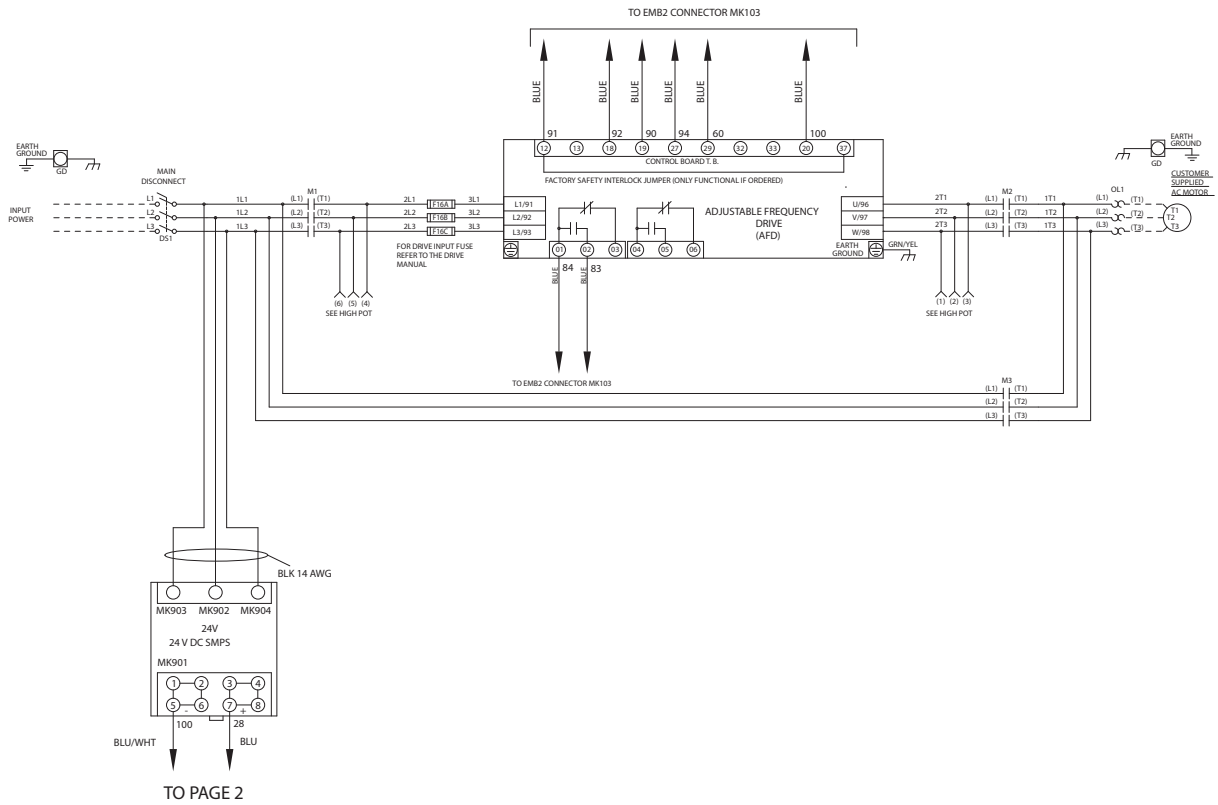 TO EMB2 CONNECTOR MK103
BLUE BLUE BLUE BLUE BLUE BLUE
91 92 90 94 60 100
12 13 18 19 27 29 32 33 20 37
CONTROL BOARD T. B.
FACTORY SAFETY INTERLOCK JUMPER (ONLY FUNCTIONAL IF ORDERED)
EARTH
GROUND
GD
MAIN
DISCONNECT
INPUT
POWER
L1 1L1 (L1) M1 (T1) 2L1 F16A 3L1 L1/91
L2 1L2 (L2) (T2) 2L2 F16B 3L2 L2/92
L3 1L3 (L3) (T3) 2L3 F16C 3L3 L3/93
DS1
FOR DRIVE INPUT FUSE
REFER TO THE DRIVE
MANUAL
(6) (5) (4)
SEE HIGH POT
ADJUSTABLE FREQUENCY
DRIVE
(AFD)
01 02 03 04 05 06
BLUE 84 BLUE 83
TO EMB2 CONNECTOR MK103
U/96 2T1 (L1) M2 (T1) 1T1 (L1) OL1 (T1) T1
V/97 2T2 (L2) (T2) 1T2 (L2) (T2) T2
W/98 2T3 (L3) (T3) 1T3 (L3) (T3) T3
EARTH
GROUND
GRN/YEL
(1) (2) (3)
SEE HIGH POT
EARTH
GROUND
GD
CUSTOMER
SUPPLIED
AC MOTOR
M3
(L1) (T1)
(L2) (T2)
(L3) (T3)
BLK 14 AWG
MK903 MK902 MK904
24V
24 V DC SMPS
MK901
1 2 3 4
5 6 7 8
- +
100 28
BLU/WHT BLU
TO PAGE 2